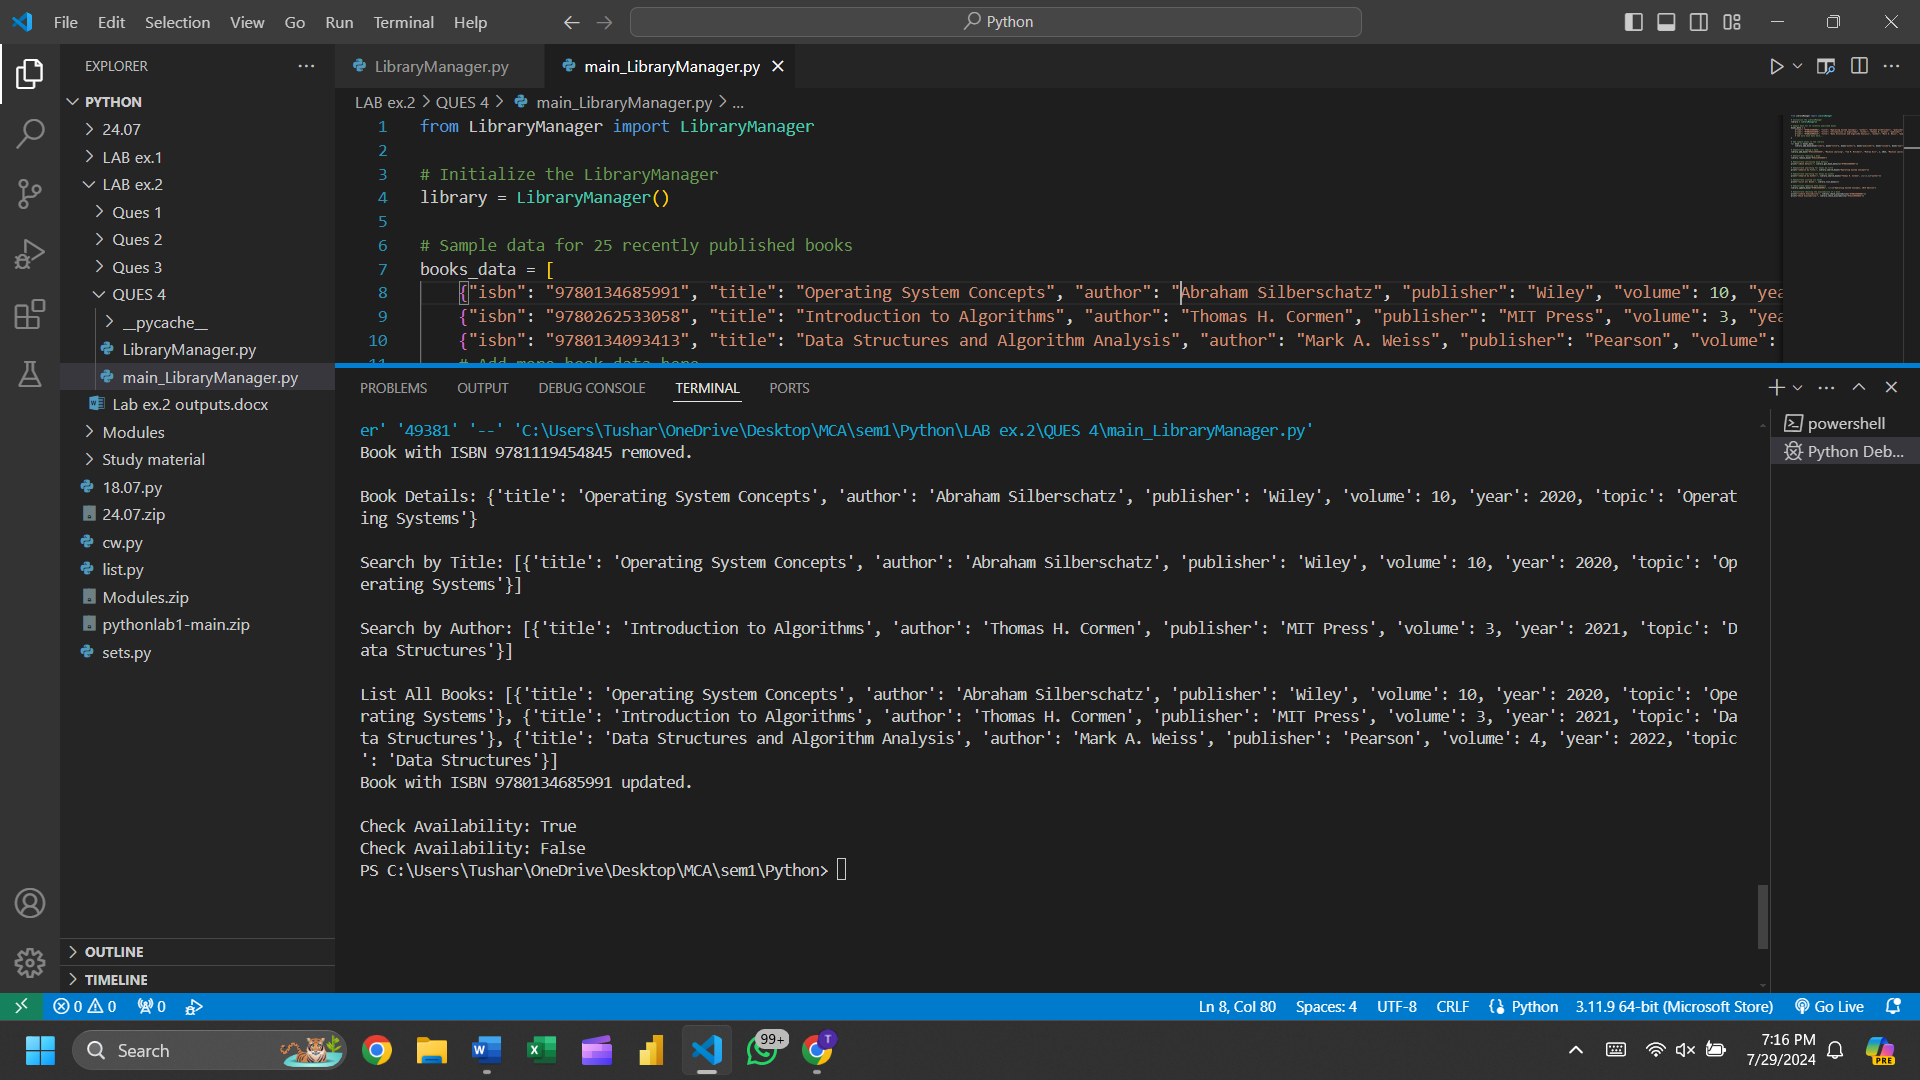 File Edit Selection View Go Run Terminal Help
Python
EXPLORER
PYTHON
24.07
LAB ex.1
LAB ex.2
Ques 1
Ques 2
Ques 3
QUES 4
__pycache__
LibraryManager.py
main_LibraryManager.py
Lab ex.2 outputs.docx
Modules
Study material
18.07.py
24.07.zip
cw.py
list.py
Modules.zip
pythonlab1-main.zip
sets.py
OUTLINE
TIMELINE
LibraryManager.py main_LibraryManager.py
LAB ex.2 > QUES 4 > main_LibraryManager.py > ...
1 from LibraryManager import LibraryManager
2
3 # Initialize the LibraryManager
4 library = LibraryManager()
5
6 # Sample data for 25 recently published books
7 books_data = [
8 {"isbn": "9780134685991", "title": "Operating System Concepts", "author": "Abraham Silberschatz", "publisher": "Wiley", "volume": 10, "yea
9 {"isbn": "9780262533058", "title": "Introduction to Algorithms", "author": "Thomas H. Cormen", "publisher": "MIT Press", "volume": 3, "yea
10 {"isbn": "9780134093413", "title": "Data Structures and Algorithm Analysis", "author": "Mark A. Weiss", "publisher": "Pearson", "volume":
11 # Add more book data here
PROBLEMS OUTPUT DEBUG CONSOLE TERMINAL PORTS
powershell
Python Deb...
er' '49381' '--' 'C:\Users\Tushar\OneDrive\Desktop\MCA\sem1\Python\LAB ex.2\QUES 4\main_LibraryManager.py'
Book with ISBN 9781119454845 removed.
Book Details: {'title': 'Operating System Concepts', 'author': 'Abraham Silberschatz', 'publisher': 'Wiley', 'volume': 10, 'year': 2020, 'topic': 'Operat
ing Systems'}
Search by Title: [{'title': 'Operating System Concepts', 'author': 'Abraham Silberschatz', 'publisher': 'Wiley', 'volume': 10, 'year': 2020, 'topic': 'Op
erating Systems'}]
Search by Author: [{'title': 'Introduction to Algorithms', 'author': 'Thomas H. Cormen', 'publisher': 'MIT Press', 'volume': 3, 'year': 2021, 'topic': 'D
ata Structures'}]
List All Books: [{'title': 'Operating System Concepts', 'author': 'Abraham Silberschatz', 'publisher': 'Wiley', 'volume': 10, 'year': 2020, 'topic': 'Ope
rating Systems'}, {'title': 'Introduction to Algorithms', 'author': 'Thomas H. Cormen', 'publisher': 'MIT Press', 'volume': 3, 'year': 2021, 'topic': 'Da
ta Structures'}, {'title': 'Data Structures and Algorithm Analysis', 'author': 'Mark A. Weiss', 'publisher': 'Pearson', 'volume': 4, 'year': 2022, 'topic
': 'Data Structures'}]
Book with ISBN 9780134685991 updated.
Check Availability: True
Check Availability: False
PS C:\Users\Tushar\OneDrive\Desktop\MCA\sem1\Python>
0 0 0 Ln 8, Col 80 Spaces: 4 UTF-8 CRLF Python 3.11.9 64-bit (Microsoft Store) Go Live
Search
99+
T
7:16 PM
7/29/2024
PRE